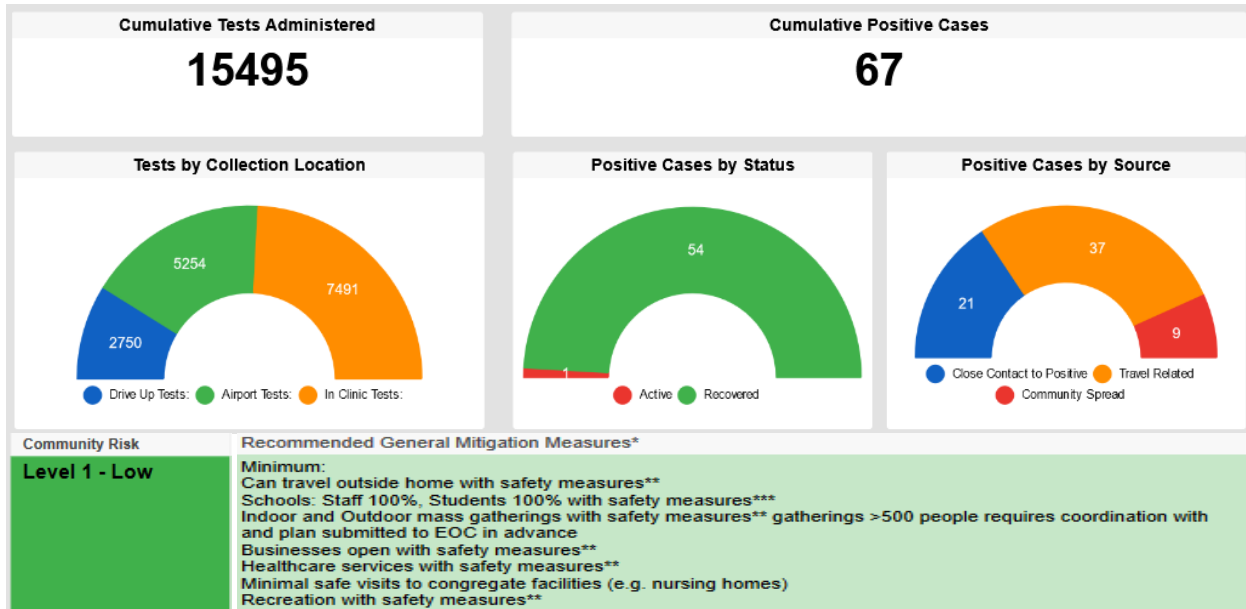 Cumulative Tests Administered
15495
Cumulative Positive Cases
67
Tests by Collection Location
2750
5254
7491
Drive Up Tests:
Airport Tests:
In Clinic Tests:
Positive Cases by Status
54
1
Active
Recovered
Positive Cases by Source
21
37
9
Close Contact to Positive
Travel Related
Community Spread
Community Risk
Level 1 - Low
Recommended General Mitigation Measures*
Minimum:
Can travel outside home with safety measures**
Schools: Staff 100%, Students 100% with safety measures***
Indoor and Outdoor mass gatherings with safety measures** gatherings >500 people requires coordination with
and plan submitted to EOC in advance
Businesses open with safety measures**
Healthcare services with safety measures**
Minimal safe visits to congregate facilities (e.g. nursing homes)
Recreation with safety measures**